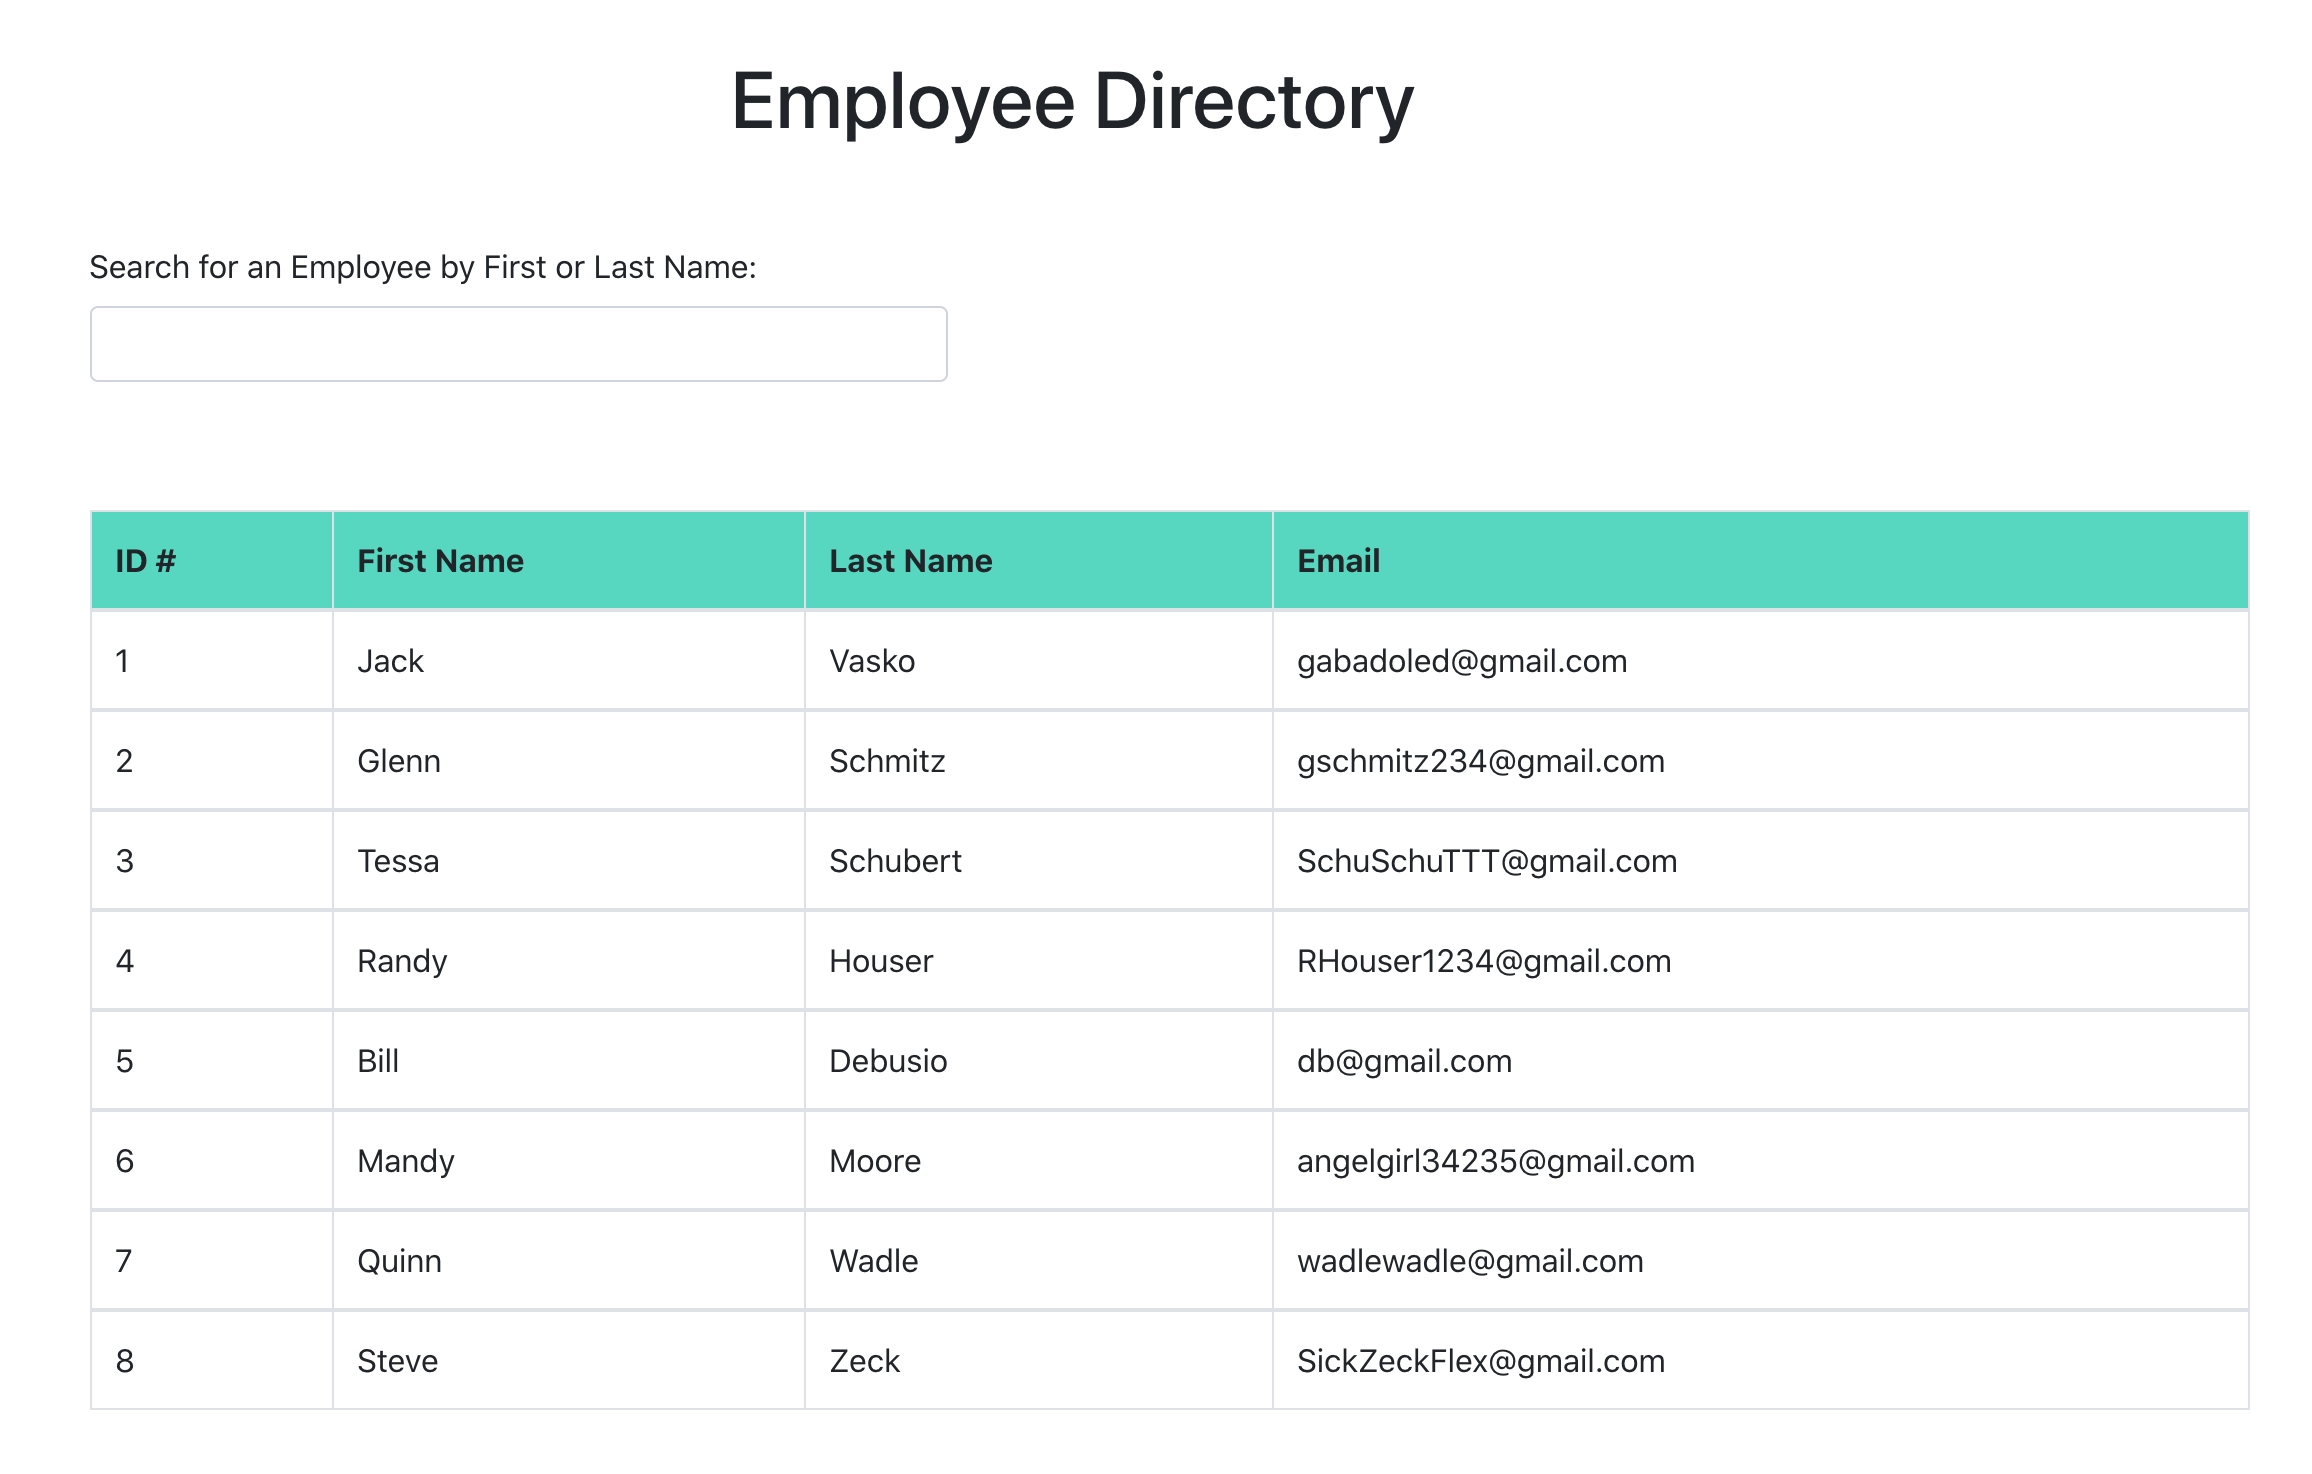 Employee Directory
Search for an Employee by First or Last Name:
ID # First Name Last Name Email
1 Jack Vasko gabadoled@gmail.com
2 Glenn Schmitz gschmitz234@gmail.com
3 Tessa Schubert SchuSchuTTT@gmail.com
4 Randy Houser RHouser1234@gmail.com
5 Bill Debusio db@gmail.com
6 Mandy Moore angelgirl34235@gmail.com
7 Quinn Wadle wadlewadle@gmail.com
8 Steve Zeck SickZeckFlex@gmail.com